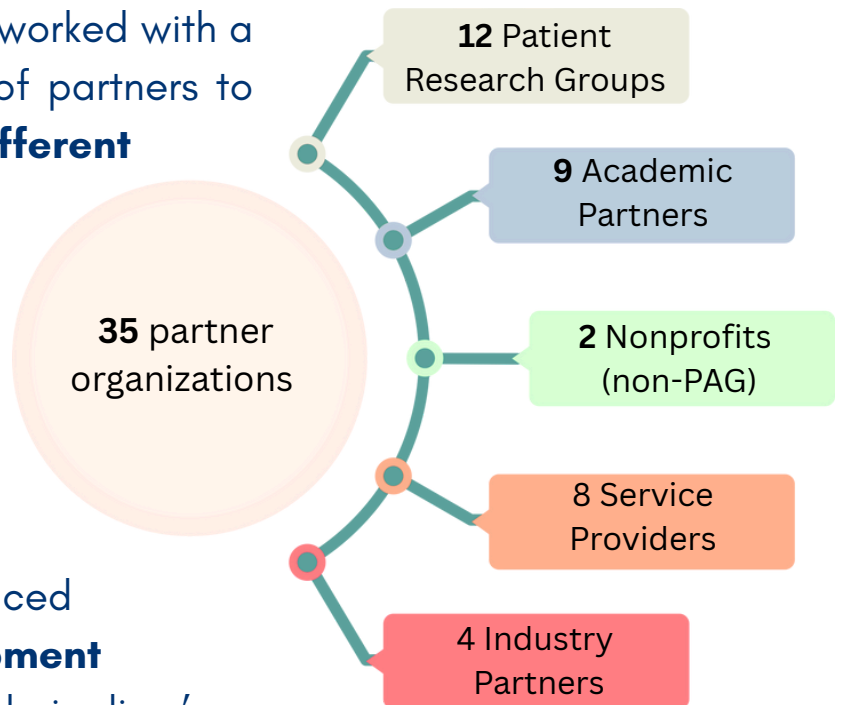 worked with a
of partners to
fferent
12 Patient
Research Groups
9 Academic
Partners
35 partner
organizations
2 Nonprofits
(non-PAG)
8 Service
Providers
4 Industry
Partners
ced
ment